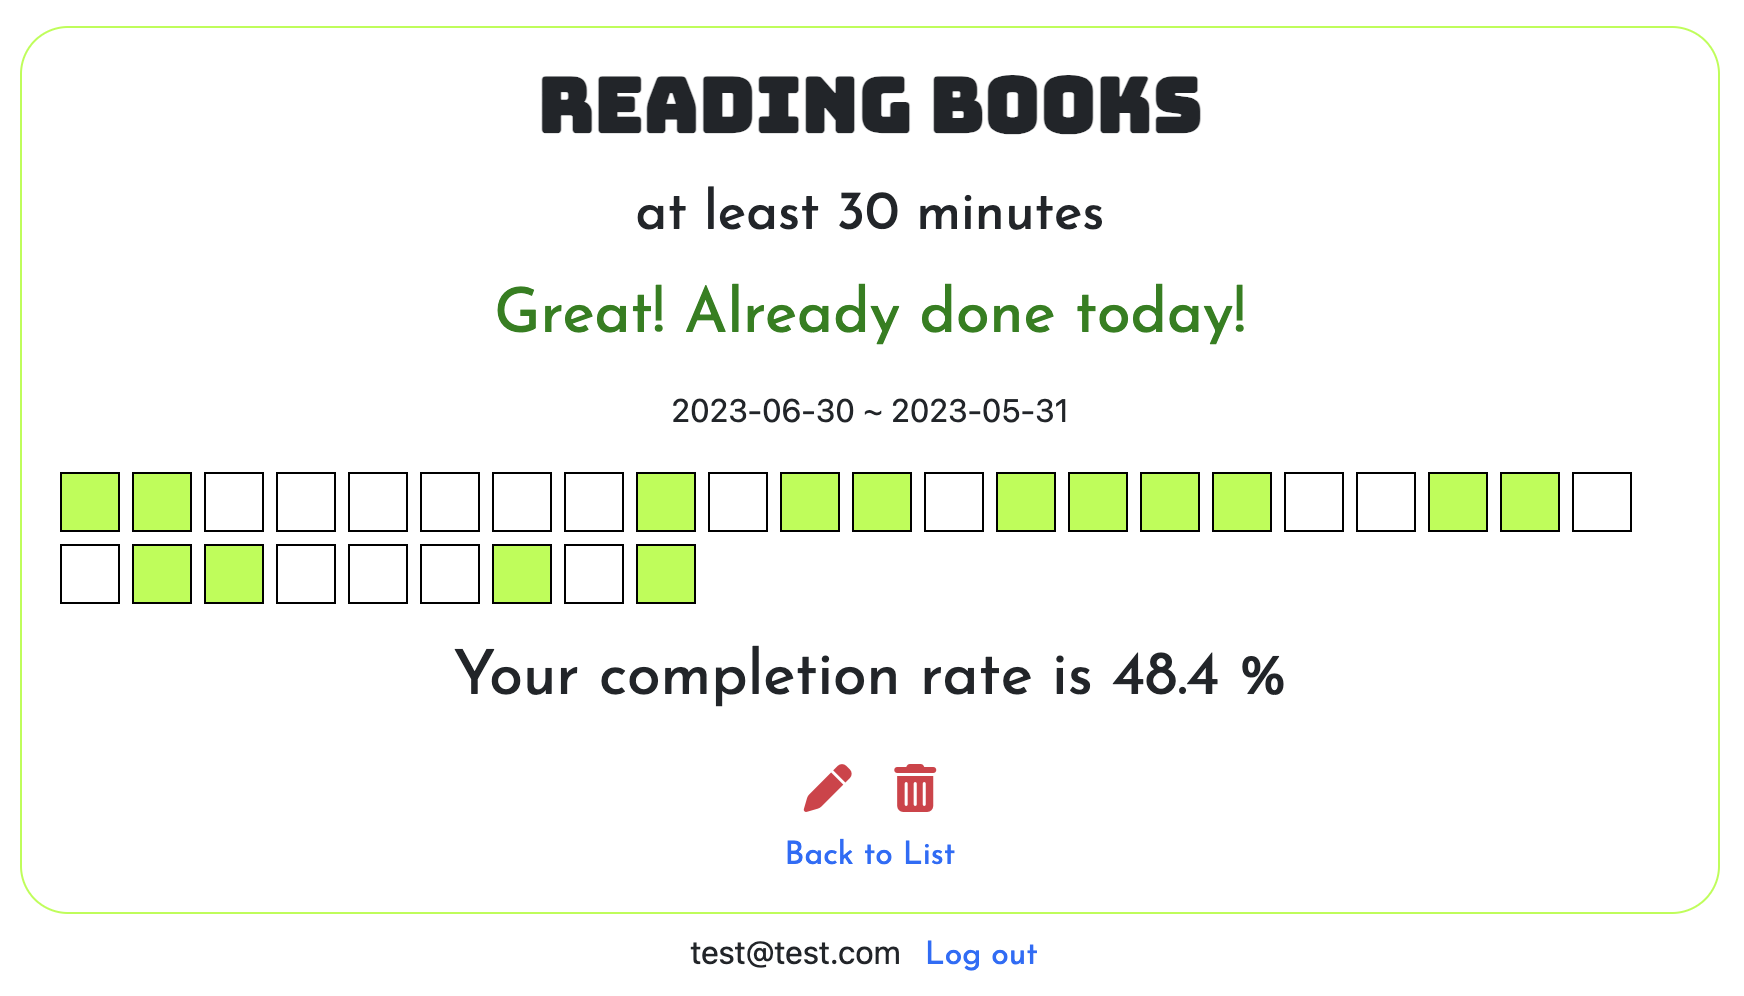 READING BOOKS
at least 30 minutes
Great! Already done today!
2023-06-30 ~ 2023-05-31
Your completion rate is 48.4 %
Back to List
test@test.com Log out